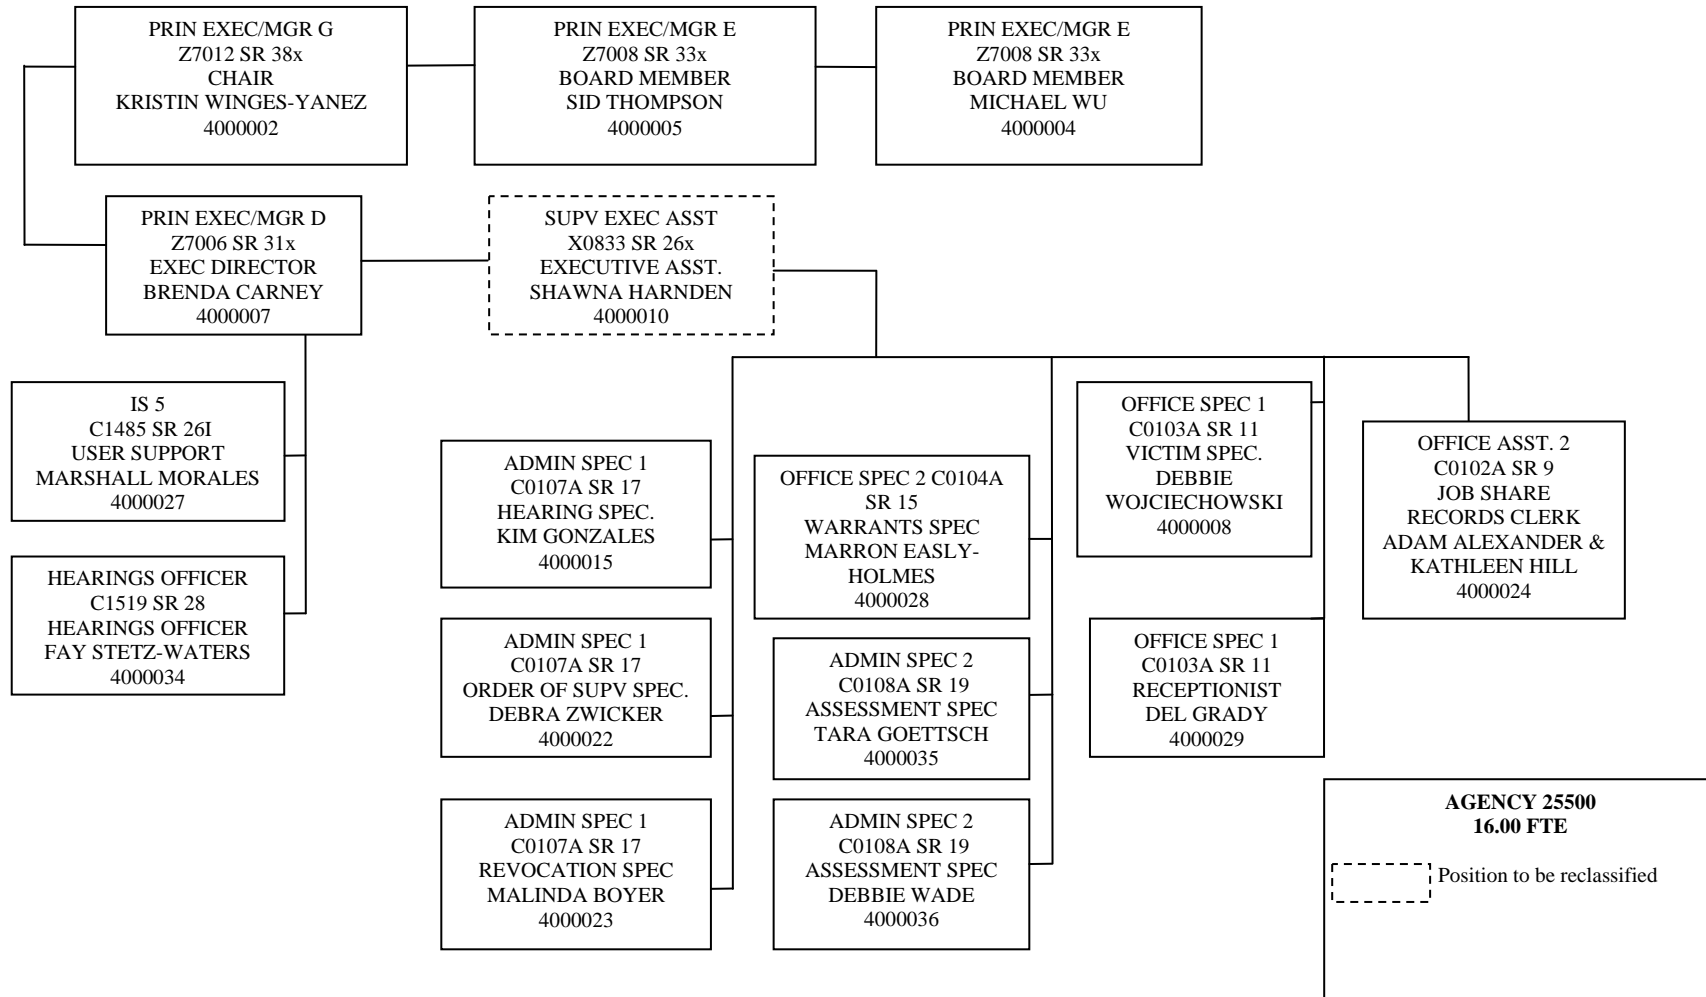 PRIN EXEC/MGR G
Z7012 SR 38x
CHAIR
KRISTIN WINGES-YANEZ
4000002
PRIN EXEC/MGR E
Z7008 SR 33x
BOARD MEMBER
SID THOMPSON
4000005
PRIN EXEC/MGR E
Z7008 SR 33x
BOARD MEMBER
MICHAEL WU
4000004
PRIN EXEC/MGR D
Z7006 SR 31x
EXEC DIRECTOR
BRENDA CARNEY
4000007
SUPV EXEC ASST
X0833 SR 26x
EXECUTIVE ASST.
SHAWNA HARNDEN
4000010
IS 5
C1485 SR 26I
USER SUPPORT
MARSHALL MORALES
4000027
HEARINGS OFFICER
C1519 SR 28
HEARINGS OFFICER
FAY STETZ-WATERS
4000034
ADMIN SPEC 1
C0107A SR 17
HEARING SPEC.
KIM GONZALES
4000015
ADMIN SPEC 1
C0107A SR 17
ORDER OF SUPV SPEC.
DEBRA ZWICKER
4000022
ADMIN SPEC 1
C0107A SR 17
REVOCATION SPEC
MALINDA BOYER
4000023
OFFICE SPEC 2 C0104A
SR 15
WARRANTS SPEC
MARRON EASLY-
HOLMES
4000028
ADMIN SPEC 2
C0108A SR 19
ASSESSMENT SPEC
TARA GOETTSCH
4000035
ADMIN SPEC 2
C0108A SR 19
ASSESSMENT SPEC
DEBBIE WADE
4000036
OFFICE SPEC 1
C0103A SR 11
VICTIM SPEC.
DEBBIE
WOJCIECHOWSKI
4000008
OFFICE SPEC 1
C0103A SR 11
RECEPTIONIST
DEL GRADY
4000029
OFFICE ASST. 2
C0102A SR 9
JOB SHARE
RECORDS CLERK
ADAM ALEXANDER &
KATHLEEN HILL
4000024
AGENCY 25500
16.00 FTE
Position to be reclassified